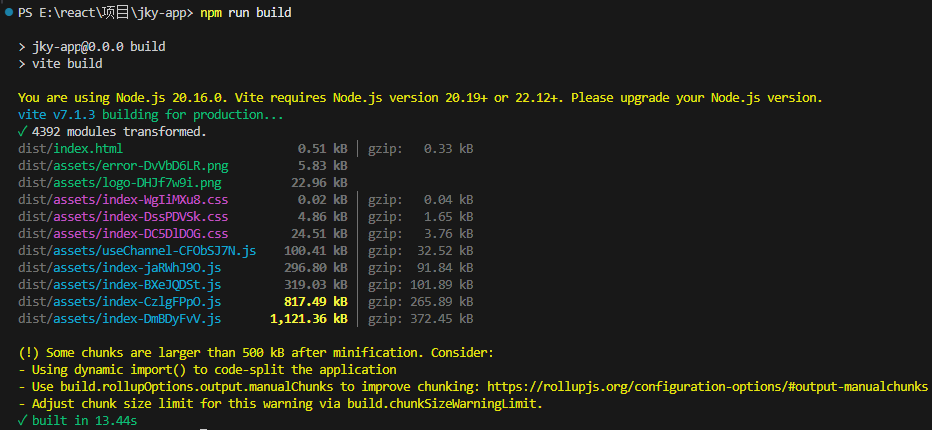 PS E:\react\项目\jky-app> npm run build
> jky-app@0.0.0 build
> vite build
You are using Node.js 20.16.0. Vite requires Node.js version 20.19+ or 22.12+. Please upgrade your Node.js version.
vite v7.1.3 building for production...
✓ 4392 modules transformed.
dist/index.html 0.51 kB │ gzip: 0.33 kB
dist/assets/error-DvVbD6LR.png 5.83 kB
dist/assets/logo-DHJf7w9i.png 22.96 kB
dist/assets/index-WgIiMXu8.css 0.02 kB │ gzip: 0.04 kB
dist/assets/index-DssPDVSk.css 4.86 kB │ gzip: 1.65 kB
dist/assets/index-DC5DlDOG.css 24.51 kB │ gzip: 3.76 kB
dist/assets/useChannel-CFObSJ7N.js 100.41 kB │ gzip: 32.52 kB
dist/assets/index-jaRWhJ9O.js 296.80 kB │ gzip: 91.84 kB
dist/assets/index-BXeJQDSt.js 319.03 kB │ gzip: 101.89 kB
dist/assets/index-CzlgFPpO.js 817.49 kB │ gzip: 265.89 kB
dist/assets/index-DmBDyFvV.js 1,121.36 kB │ gzip: 372.45 kB
(!) Some chunks are larger than 500 kB after minification. Consider:
- Using dynamic import() to code-split the application
- Use build.rollupOptions.output.manualChunks to improve chunking: https://rollupjs.org/configuration-options/#output-manualchunks
- Adjust chunk size limit for this warning via build.chunkSizeWarningLimit.
✓ built in 13.44s